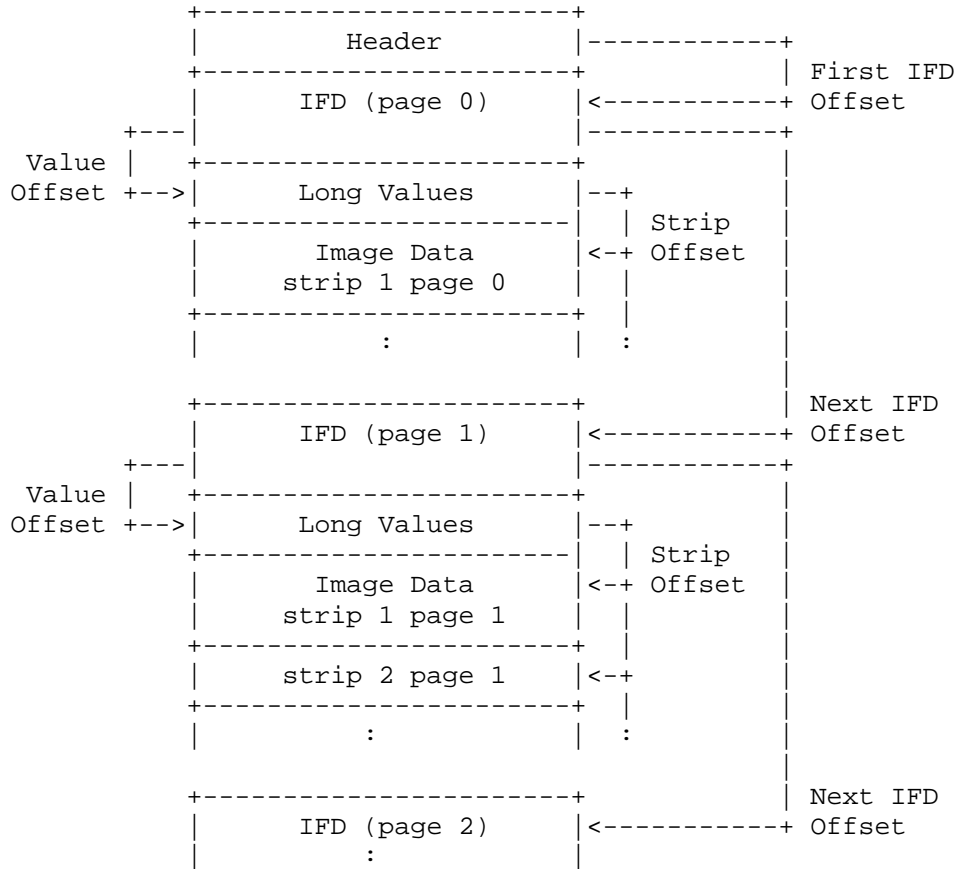 +------------------------+
|         Header         |------------+
+------------------------+            | First IFD
|      IFD (page 0)      |<-----------+ Offset
+---|                        |------------+
Value |   +------------------------+            |
Offset +-->|      Long Values       |--+         |
+-----------------------|  | Strip   |
|       Image Data       |<-+ Offset  |
|     strip 1 page 0     |  |         |
+------------------------+  |         |
|           :            |  :         |
|
+------------------------+            | Next IFD
|      IFD (page 1)      |<-----------+ Offset
+---|                        |------------+
Value |   +------------------------+            |
Offset +-->|      Long Values       |--+         |
+-----------------------|  | Strip   |
|       Image Data       |<-+ Offset  |
|     strip 1 page 1     |  |         |
+------------------------+  |         |
|     strip 2 page 1     |<-+         |
+------------------------+  |         |
|          :             |  :         |
|
+------------------------+            | Next IFD
|      IFD (page 2)      |<-----------+ Offset
|          :             |